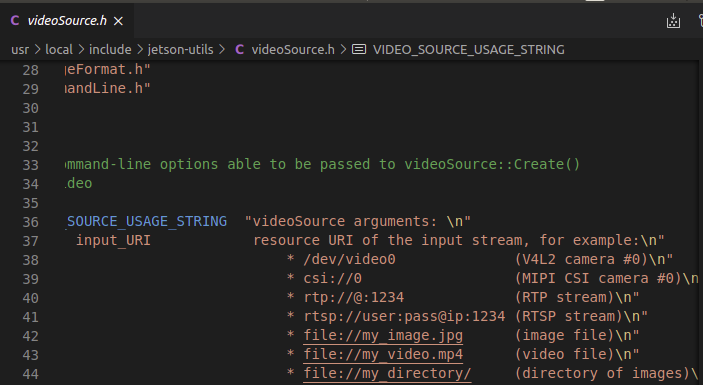 C videoSource.h ×
usr > local > include > jetson-utils > C videoSource.h > VIDEO_SOURCE_USAGE_STRING
28 geFormat.h"
29 mandLine.h"
30
31
32
33 ommand-line options able to be passed to videoSource::Create()
34 ideo
35
36 _SOURCE_USAGE_STRING "videoSource arguments: \n"
37 input_URI resource URI of the input stream, for example:\n"
38 * /dev/video0 (V4L2 camera #0)\n"
39 * csi://0 (MIPI CSI camera #0)\n
40 * rtp://@:1234 (RTP stream)\n"
41 * rtsp://user:pass@ip:1234 (RTSP stream)\n"
42 * file://my_image.jpg (image file)\n"
43 * file://my_video.mp4 (video file)\n"
44 * file://my_directory/ (directory of images)\